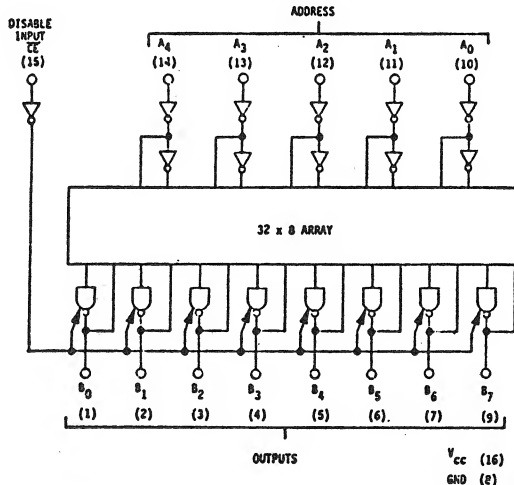 ADDRESS
DISABLE
INPUT
CE
(15)
A4 A3 A2 A1 A0
(14) (13) (12) (11) (10)
32 x 8 ARRAY
B0 B1 B2 B3 B4 B5 B6 B7
(1) (2) (3) (4) (5) (6) (7) (9)
OUTPUTS
Vcc (16)
GND (8)